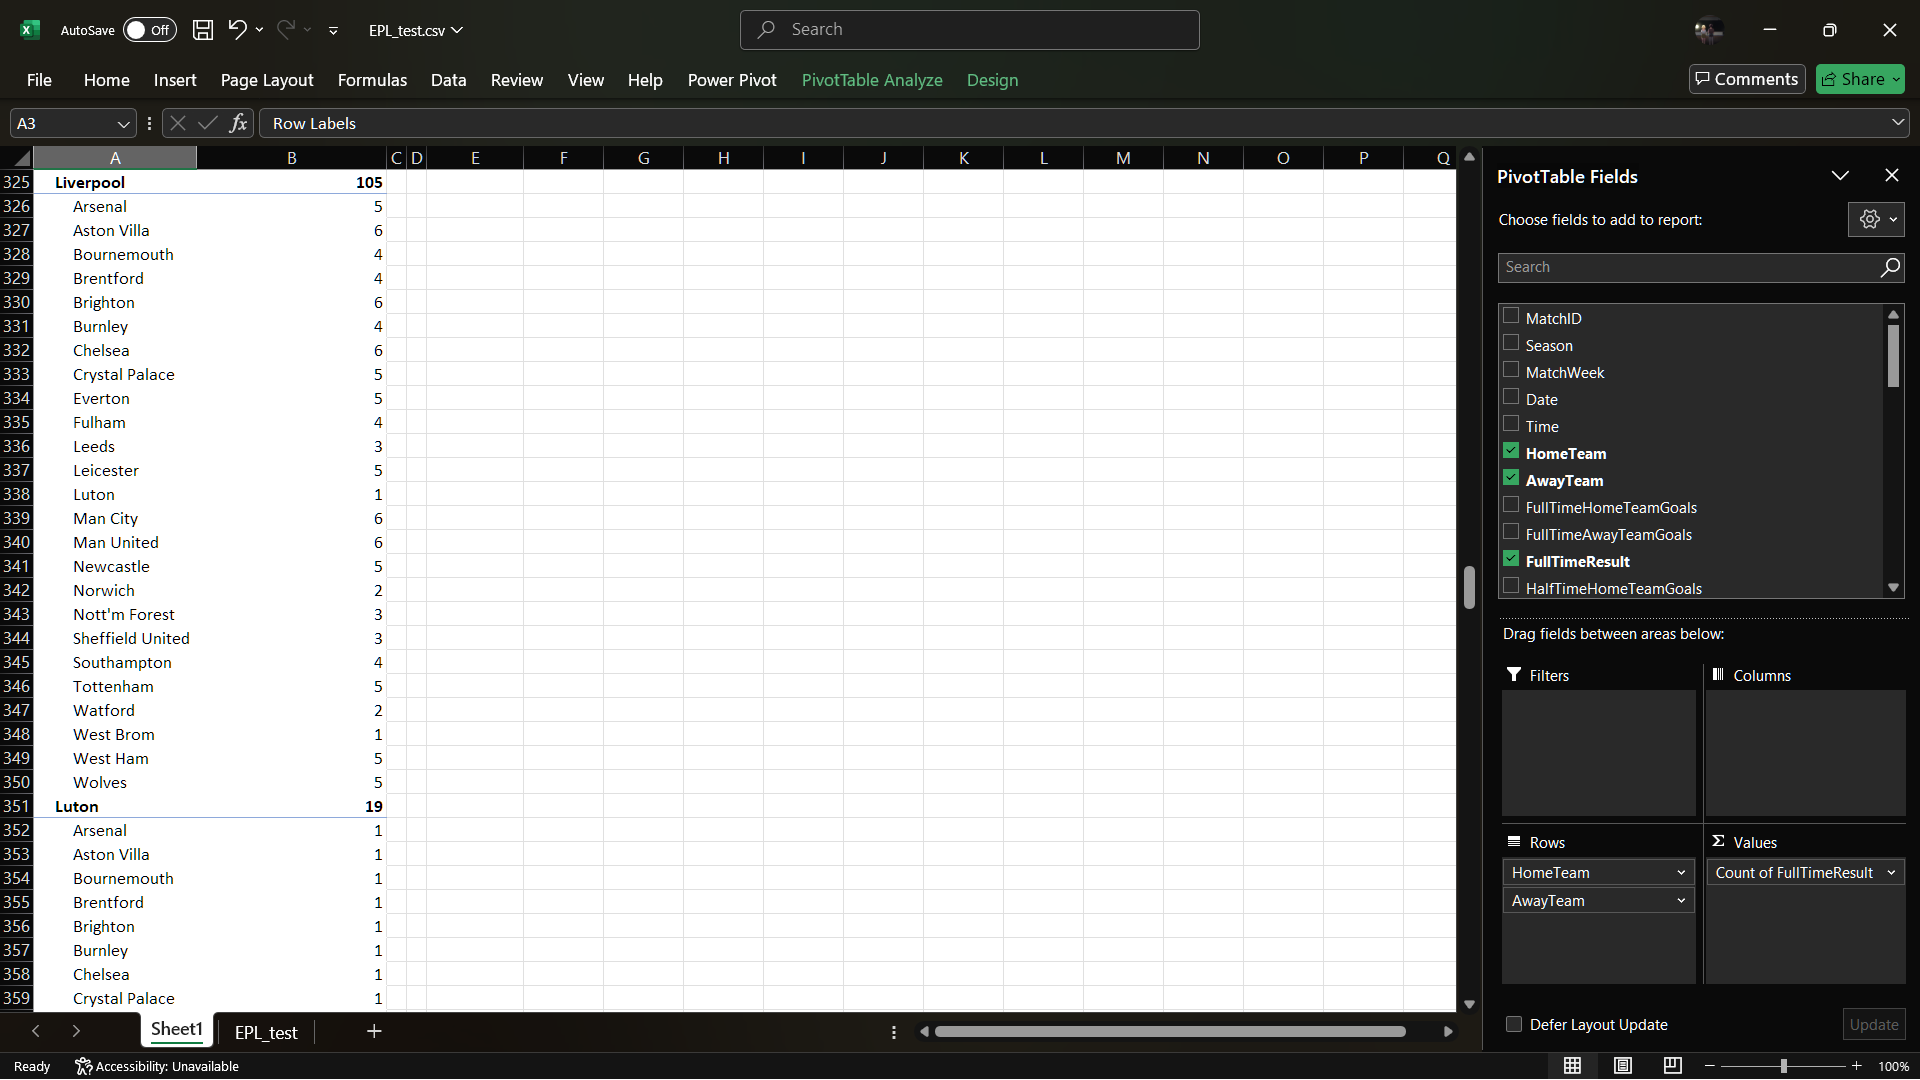 AutoSave Off EPL_test.csv Search
File Home Insert Page Layout Formulas Data Review View Help Power Pivot PivotTable Analyze Design Comments Share
A3 fx Row Labels
A B C D E F G H I J K L M N O P Q
325 Liverpool 105
326 Arsenal 5
327 Aston Villa 6
328 Bournemouth 4
329 Brentford 4
330 Brighton 6
331 Burnley 4
332 Chelsea 6
333 Crystal Palace 5
334 Everton 5
335 Fulham 4
336 Leeds 3
337 Leicester 5
338 Luton 1
339 Man City 6
340 Man United 6
341 Newcastle 5
342 Norwich 2
343 Nott'm Forest 3
344 Sheffield United 3
345 Southampton 4
346 Tottenham 5
347 Watford 2
348 West Brom 1
349 West Ham 5
350 Wolves 5
351 Luton 19
352 Arsenal 1
353 Aston Villa 1
354 Bournemouth 1
355 Brentford 1
356 Brighton 1
357 Burnley 1
358 Chelsea 1
359 Crystal Palace 1
Sheet1 EPL_test
PivotTable Fields
Choose fields to add to report:
Search
MatchID
Season
MatchWeek
Date
Time
HomeTeam
AwayTeam
FullTimeHomeTeamGoals
FullTimeAwayTeamGoals
FullTimeResult
HalfTimeHomeTeamGoals
Drag fields between areas below:
Filters
Columns
Rows
HomeTeam
AwayTeam
Σ Values
Count of FullTimeResult
Defer Layout Update Update
Ready Accessibility: Unavailable 100%